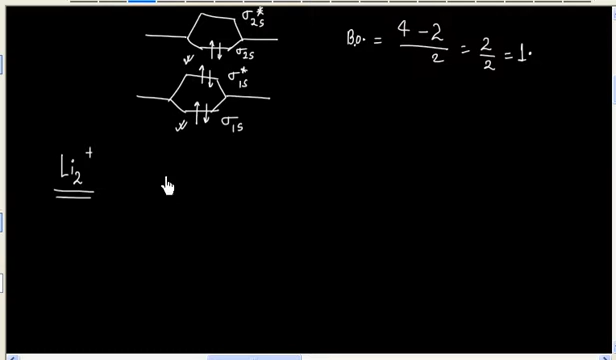 σ*2s
σ2s
σ*1s
σ1s
B.O. = 4 - 2 / 2 = 2 / 2 = 1.
Li2+